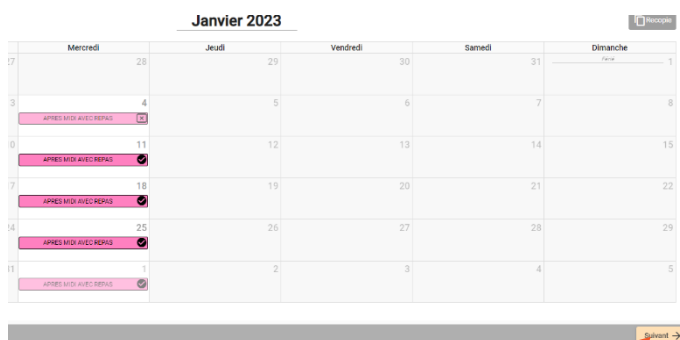 Janvier 2023
Recopie
Mercredi Jeudi Vendredi Samedi Dimanche
27 28 29 30 31 Férié 1
3 4 5 6 7 8
APRES MIDI AVEC REPAS
10 11 12 13 14 15
APRES MIDI AVEC REPAS
17 18 19 20 21 22
APRES MIDI AVEC REPAS
24 25 26 27 28 29
APRES MIDI AVEC REPAS
31 1 2 3 4 5
APRES MIDI AVEC REPAS
Suivant